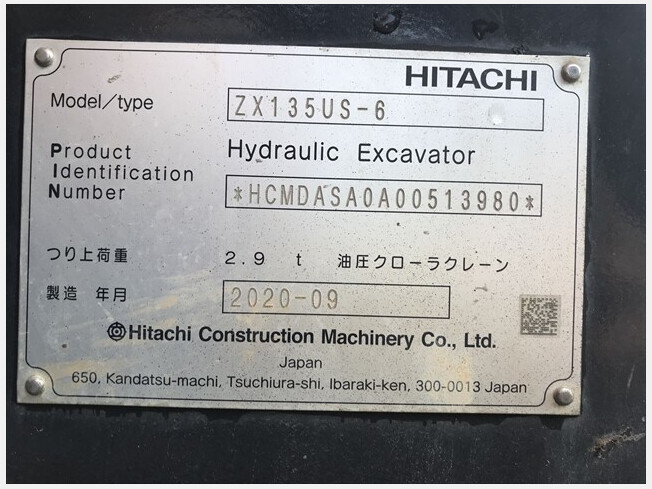 HITACHI
Model/type ZX135US-6
Product Identification Number Hydraulic Excavator
*HCMDASA0A00513980*
つり上荷重 2.9 t 油圧クローラクレーン
製造 年月 2020-09
Hitachi Construction Machinery Co., Ltd.
Japan
650, Kandatsu-machi, Tsuchiura-shi, Ibaraki-ken, 300-0013 Japan